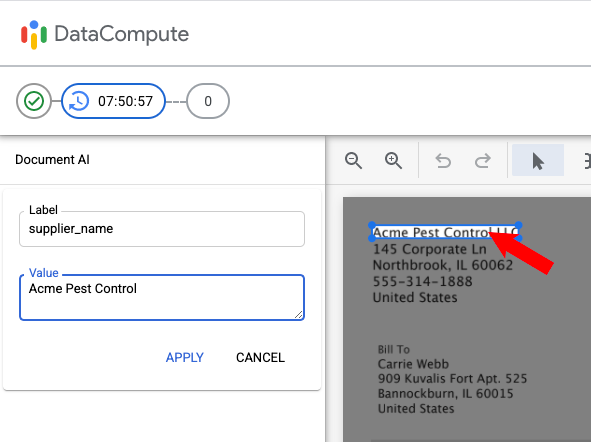 DataCompute
07:50:57
0
Document AI
Label
supplier_name
Value
Acme Pest Control
APPLY
CANCEL
Acme Pest Control LLC
145 Corporate Ln
Northbrook, IL 60062
555-314-1888
United States
Bill To
Carrie Webb
909 Kuvalis Fort Apt. 525
Bannockburn, IL 60015
United States